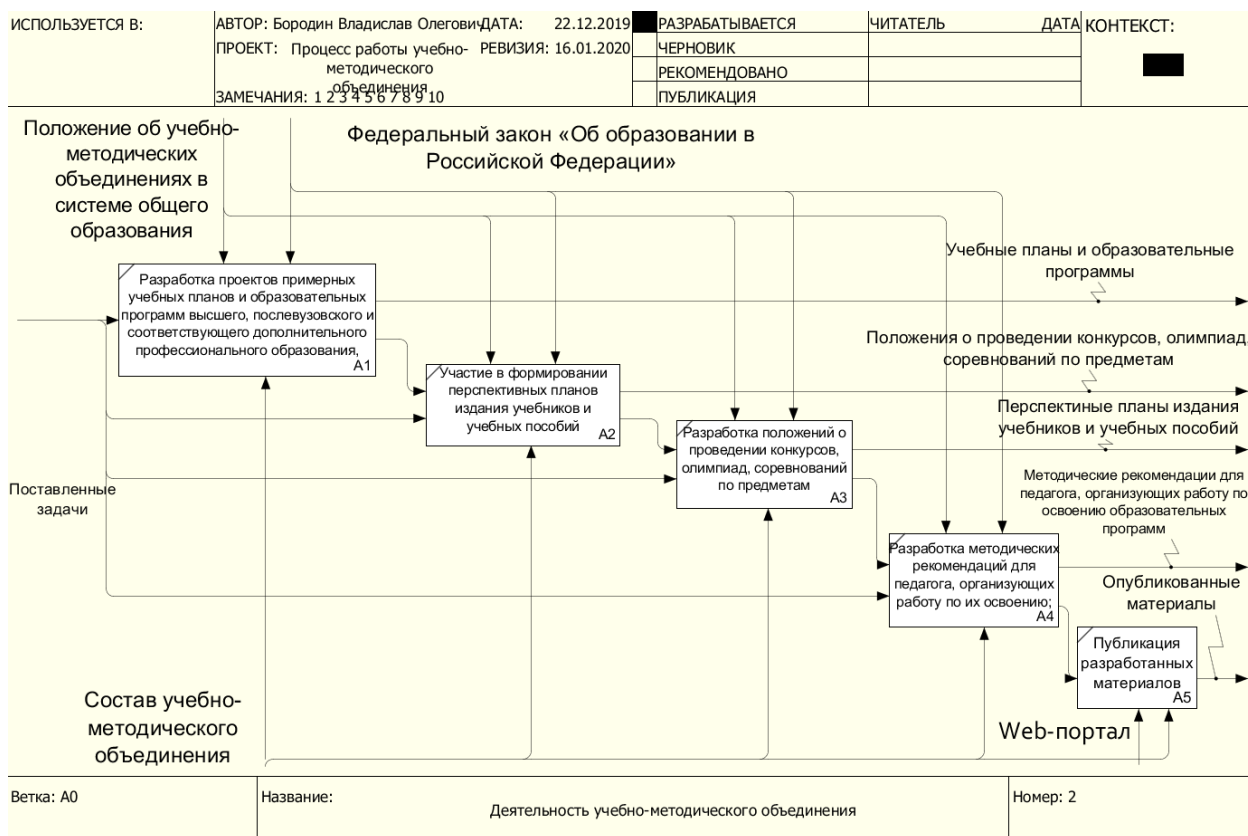 ИСПОЛЬЗУЕТСЯ В:
АВТОР: Бородин Владислав Олегович
ДАТА: 22.12.2019
ПРОЕКТ: Процесс работы учебно-
методического
объединения
РЕВИЗИЯ: 16.01.2020
ЗАМЕЧАНИЯ: 1 2 3 4 5 6 7 8 9 10
РАЗРАБАТЫВАЕТСЯ
ЧЕРНОВИК
РЕКОМЕНДОВАНО
ПУБЛИКАЦИЯ
ЧИТАТЕЛЬ
ДАТА
КОНТЕКСТ:
Положение об учебно-
методических
объединениях в
системе общего
образования
Федеральный закон «Об образовании в
Российской Федерации»
Разработка проектов примерных
учебных планов и образовательных
программ высшего, послевузовского и
соответствующего дополнительного
профессионального образования,
A1
Учебные планы и образовательные
программы
Положения о проведении конкурсов, олимпиад,
соревнований по предметам
Участие в формировании
перспективных планов
издания учебников и
учебных пособий
A2
Перспектиные планы издания
учебников и учебных пособий
Разработка положений о
проведении конкурсов,
олимпиад, соревнований
по предметам
A3
Методические рекомендации для
педагога, организующих работу по
освоению образовательных
программ
Поставленные
задачи
Разработка методических
рекомендаций для
педагога, организующих
работу по их освоению;
A4
Опубликованные
материалы
Публикация
разработанных
материалов
A5
Состав учебно-
методического
объединения
Web-портал
Ветка: A0
Название:
Деятельность учебно-методического объединения
Номер: 2